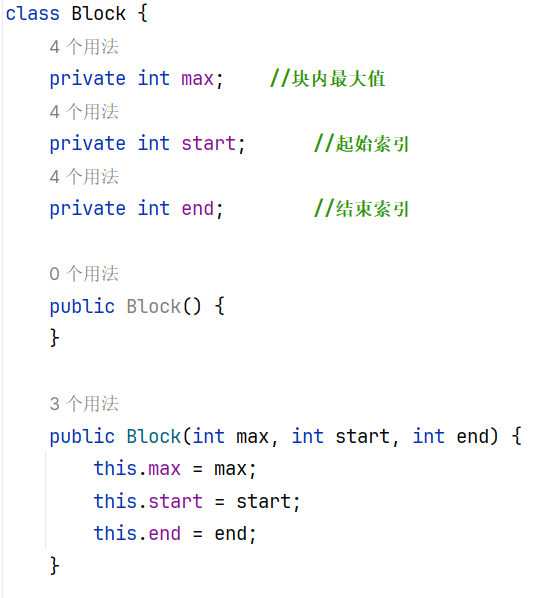 class Block {
4 个用法
private int max;    //块内最大值
4 个用法
private int start;      //起始索引
4 个用法
private int end;        //结束索引
0 个用法
public Block() {
}
3 个用法
public Block(int max, int start, int end) {
this.max = max;
this.start = start;
this.end = end;
}